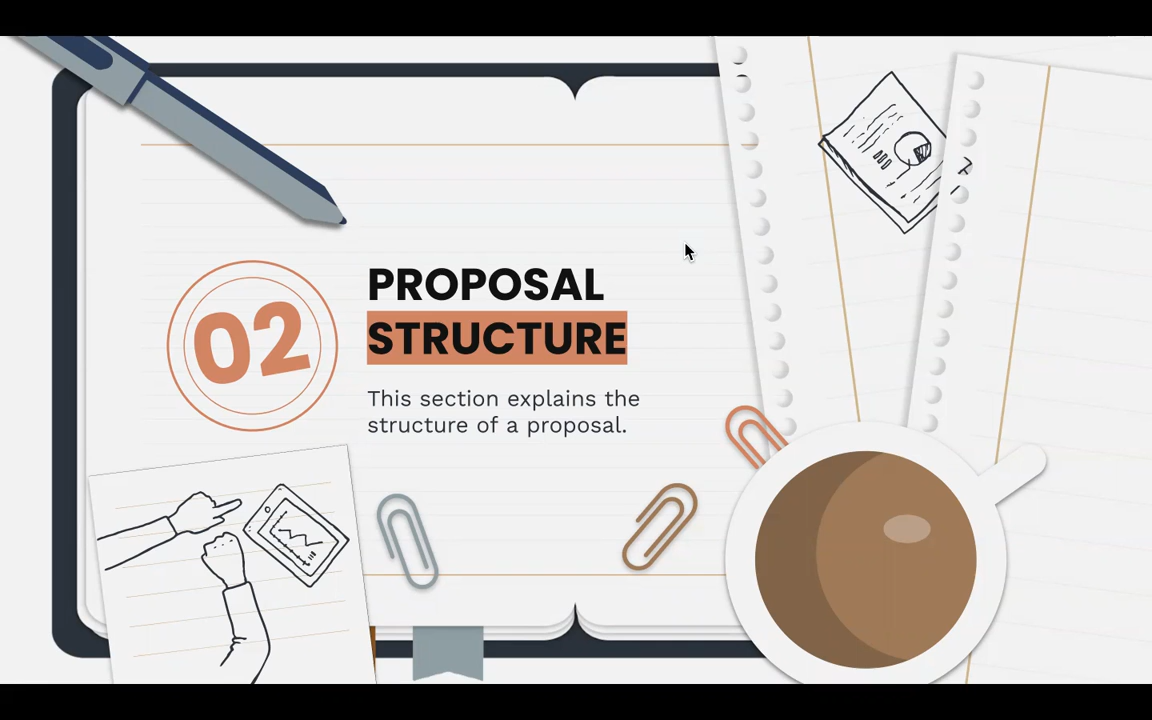 02
PROPOSAL
STRUCTURE
This section explains the
structure of a proposal.